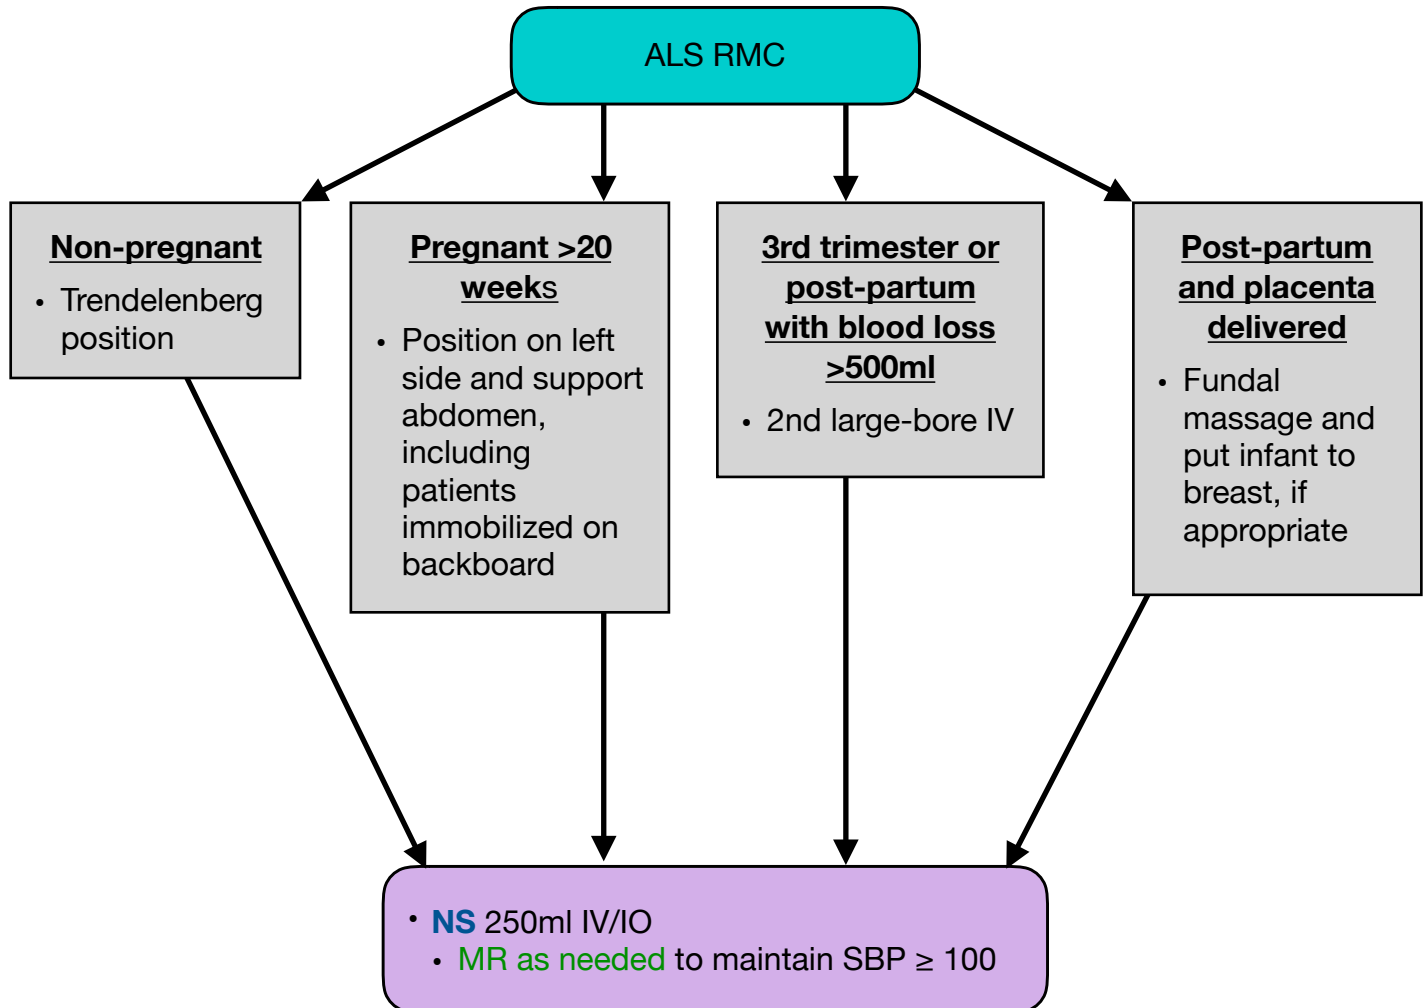 ALS RMC
Non-pregnant
• Trendelenberg
position
Pregnant >20
weeks
• Position on left
side and support
abdomen,
including
patients
immobilized on
backboard
3rd trimester or
post-partum
with blood loss
>500ml
• 2nd large-bore IV
Post-partum
and placenta
delivered
• Fundal
massage and
put infant to
breast, if
appropriate
• NS 250ml IV/IO
• MR as needed to maintain SBP ≥ 100